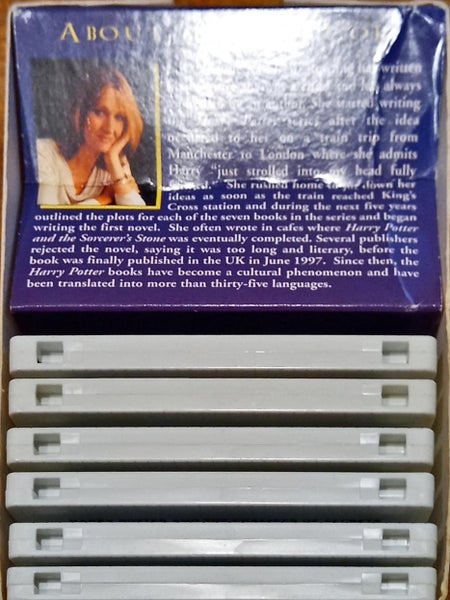 ABOU
written
always
author. She started writing
series after the idea
to her on a train trip from
Manchester to London where she admits
Harry "just strolled into my head fully
She rushed home to down her
ideas as soon as the train reached King's
Cross station and during the next five years
outlined the plots for each of the seven books in the series and began
writing the first novel. She often wrote in cafes where Harry Potter
and the Sorcerer's Stone was eventually completed. Several publishers
rejected the novel, saying it was too long and literary, before the
book was finally published in the UK in June 1997. Since then, the
Harry Potter books have become a cultural phenomenon and have
been translated into more than thirty-five languages.